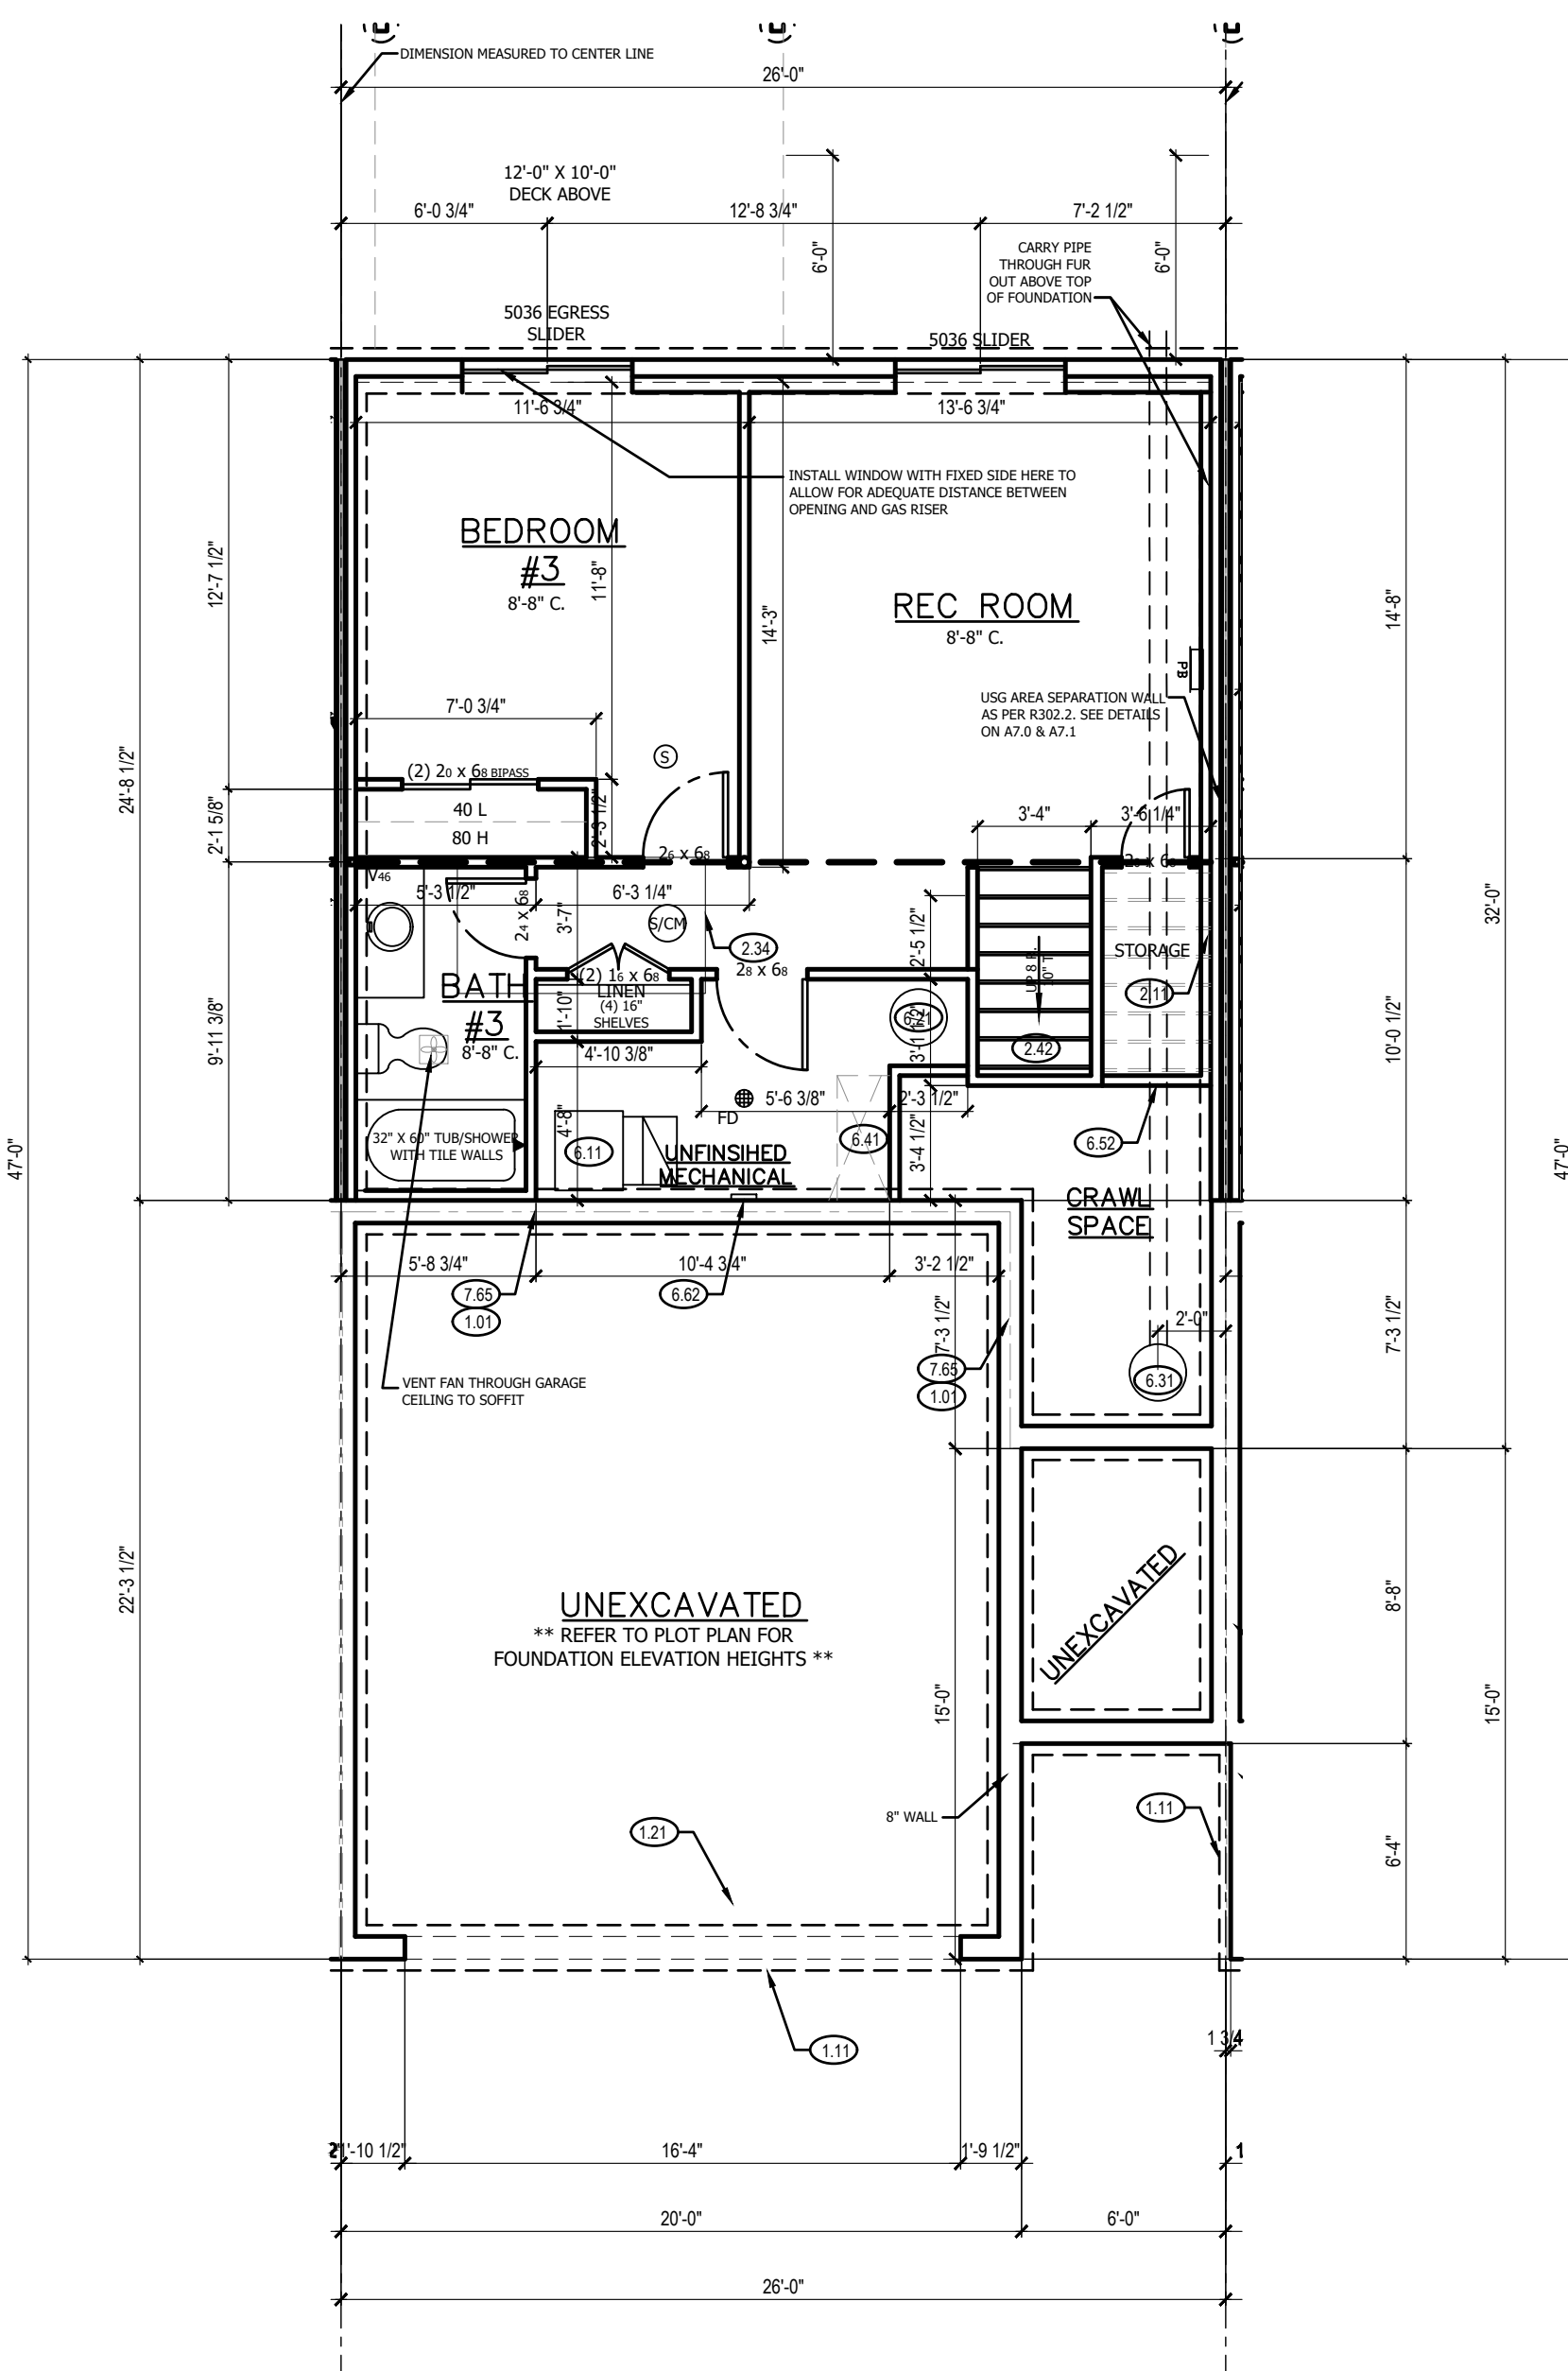 DIMENSION MEASURED TO CENTER LINE
26'-0"
12'-0" X 10'-0"
DECK ABOVE
6'-0 3/4"
12'-8 3/4"
7'-2 1/2"
6'-0"
6'-0"
CARRY PIPE
THROUGH FUR
OUT ABOVE TOP
OF FOUNDATION
5036 EGRESS
SLIDER
5036 SLIDER
11'-6 3/4"
13'-6 3/4"
INSTALL WINDOW WITH FIXED SIDE HERE TO
ALLOW FOR ADEQUATE DISTANCE BETWEEN
OPENING AND GAS RISER
BEDROOM
#3
8'-8" C.
11'-8"
12'-7 1/2"
14'-3"
REC ROOM
8'-8" C.
14'-8"
PB
USG AREA SEPARATION WALL
AS PER R302.2. SEE DETAILS
ON A7.0 & A7.1
7'-0 3/4"
S
(2) 20 x 68 BIPASS
40 L
80 H
2'-3 1/2"
24'-8 1/2"
2'-1 5/8"
3'-4"
3'-6 1/4"
26 x 68
V46
5'-3 1/2"
6'-3 1/4"
24 x 68
3'-7"
S/CM
2.34
28 x 68
2'-5 1/2"
UP 8 R.
10" T.
STORAGE
2.11
32'-0"
(2) 16 x 68
LINEN
(4) 16"
SHELVES
1'-10"
BATH
#3
8'-8" C.
6.21
3'-1 1/2"
2.42
9'-11 3/8"
10'-0 1/2"
4'-10 3/8"
5'-6 3/8"
2'-3 1/2"
FD
4'-8"
6.11
6.41
3'-4 1/2"
6.52
32" X 60" TUB/SHOWER
WITH TILE WALLS
UNFINSIHED
MECHANICAL
47'-0"
47'-0"
CRAWL
SPACE
5'-8 3/4"
10'-4 3/4"
3'-2 1/2"
7.65
1.01
6.62
7'-3 1/2"
7.65
1.01
2'-0"
6.31
7'-3 1/2"
VENT FAN THROUGH GARAGE
CEILING TO SOFFIT
22'-3 1/2"
UNEXCAVATED
** REFER TO PLOT PLAN FOR
FOUNDATION ELEVATION HEIGHTS **
UNEXCAVATED
8'-8"
15'-0"
15'-0"
8" WALL
1.11
1.21
6'-4"
1.11
1 3/4
1'-10 1/2"
16'-4"
1'-9 1/2"
20'-0"
6'-0"
26'-0"